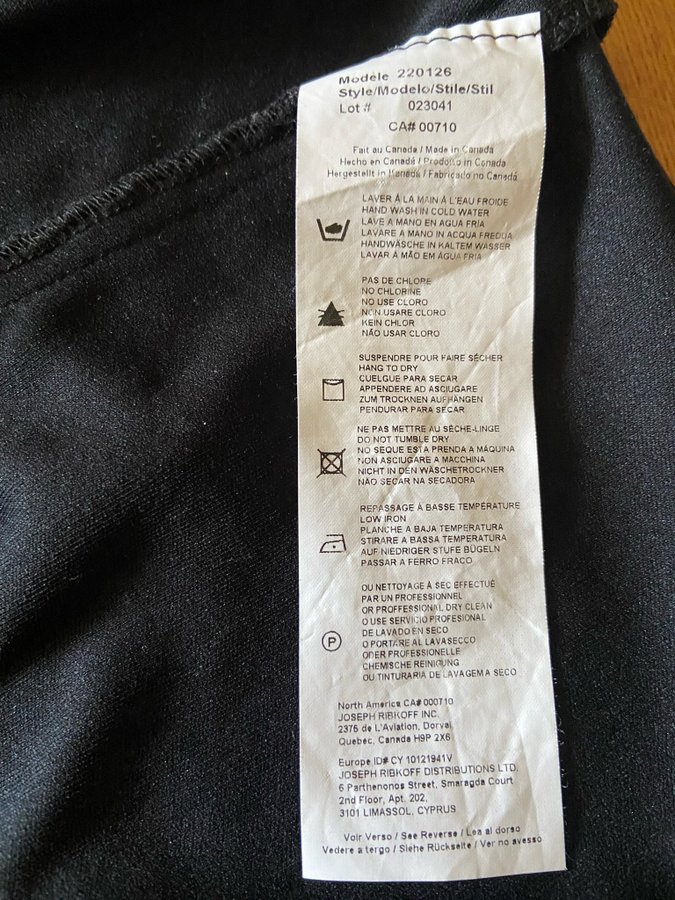 Modèle 220126
Style/Modelo/Stile/Stil
Lot # 023041
CA# 00710
Fait au Canada / Made in Canada
Hecho en Canadá / Prodotto in Canada
Hergestellt in Kanada / Fabricado no Canadá
LAVER À LA MAIN À L'EAU FROIDE
HAND WASH IN COLD WATER
LAVE A MANO EN AGUA FRIA
LAVARE A MANO IN ACQUA FREDDA
HANDWÄSCHE IN KALTEM WASSER
LAVAR À MÃO EM ÁGUA FRIA
PAS DE CHLORE
NO CHLORINE
NO USE CLORO
NON USARE CLORO
KEIN CHLOR
NÃO USAR CLORO
SUSPENDRE POUR FAIRE SÉCHER
HANG TO DRY
CUELGUE PARA SECAR
APPENDERE AD ASCIUGARE
ZUM TROCKNEN AUFHÄNGEN
PENDURAR PARA SECAR
NE PAS METTRE AU SÈCHE-LINGE
DO NOT TUMBLE DRY
NO SEQUE ESTA PRENDA A MÁQUINA
NON ASCIUGARE A MACCHINA
NICHT IN DEN WÄSCHETROCKNER
NÃO SECAR NA SECADORA
REPASSAGE À BASSE TEMPÉRATURE
LOW IRON
PLANCHE A BAJA TEMPERATURA
STIRARE A BASSA TEMPERATURA
AUF NIEDRIGER STUFE BÜGELN
PASSAR A FERRO FRACO
OU NETTOYAGE À SEC EFFECTUÉ
PAR UN PROFESSIONNEL
OR PROFESSIONAL DRY CLEAN
O USE SERVICIO PROFESIONAL
DE LAVADO EN SECO
O PORTARE AL LAVASECCO
ODER PROFESSIONELLE
CHEMISCHE REINIGUNG
OU TINTURARIA DE LAVAGEM A SECO
P
North America CA# 000710
JOSEPH RIBKOFF INC.
2375 de L'Aviation, Dorval,
Quebec, Canada H9P 2X6
Europe ID# CY 10121941V
JOSEPH RIBKOFF DISTRIBUTIONS LTD.
6 Parthenonos Street, Smaragda Court
2nd Floor, Apt. 202,
3101 LIMASSOL, CYPRUS
Voir Verso / See Reverse / Lea al dorso
Vedere a tergo / Siehe Rückseite / Ver no avesso